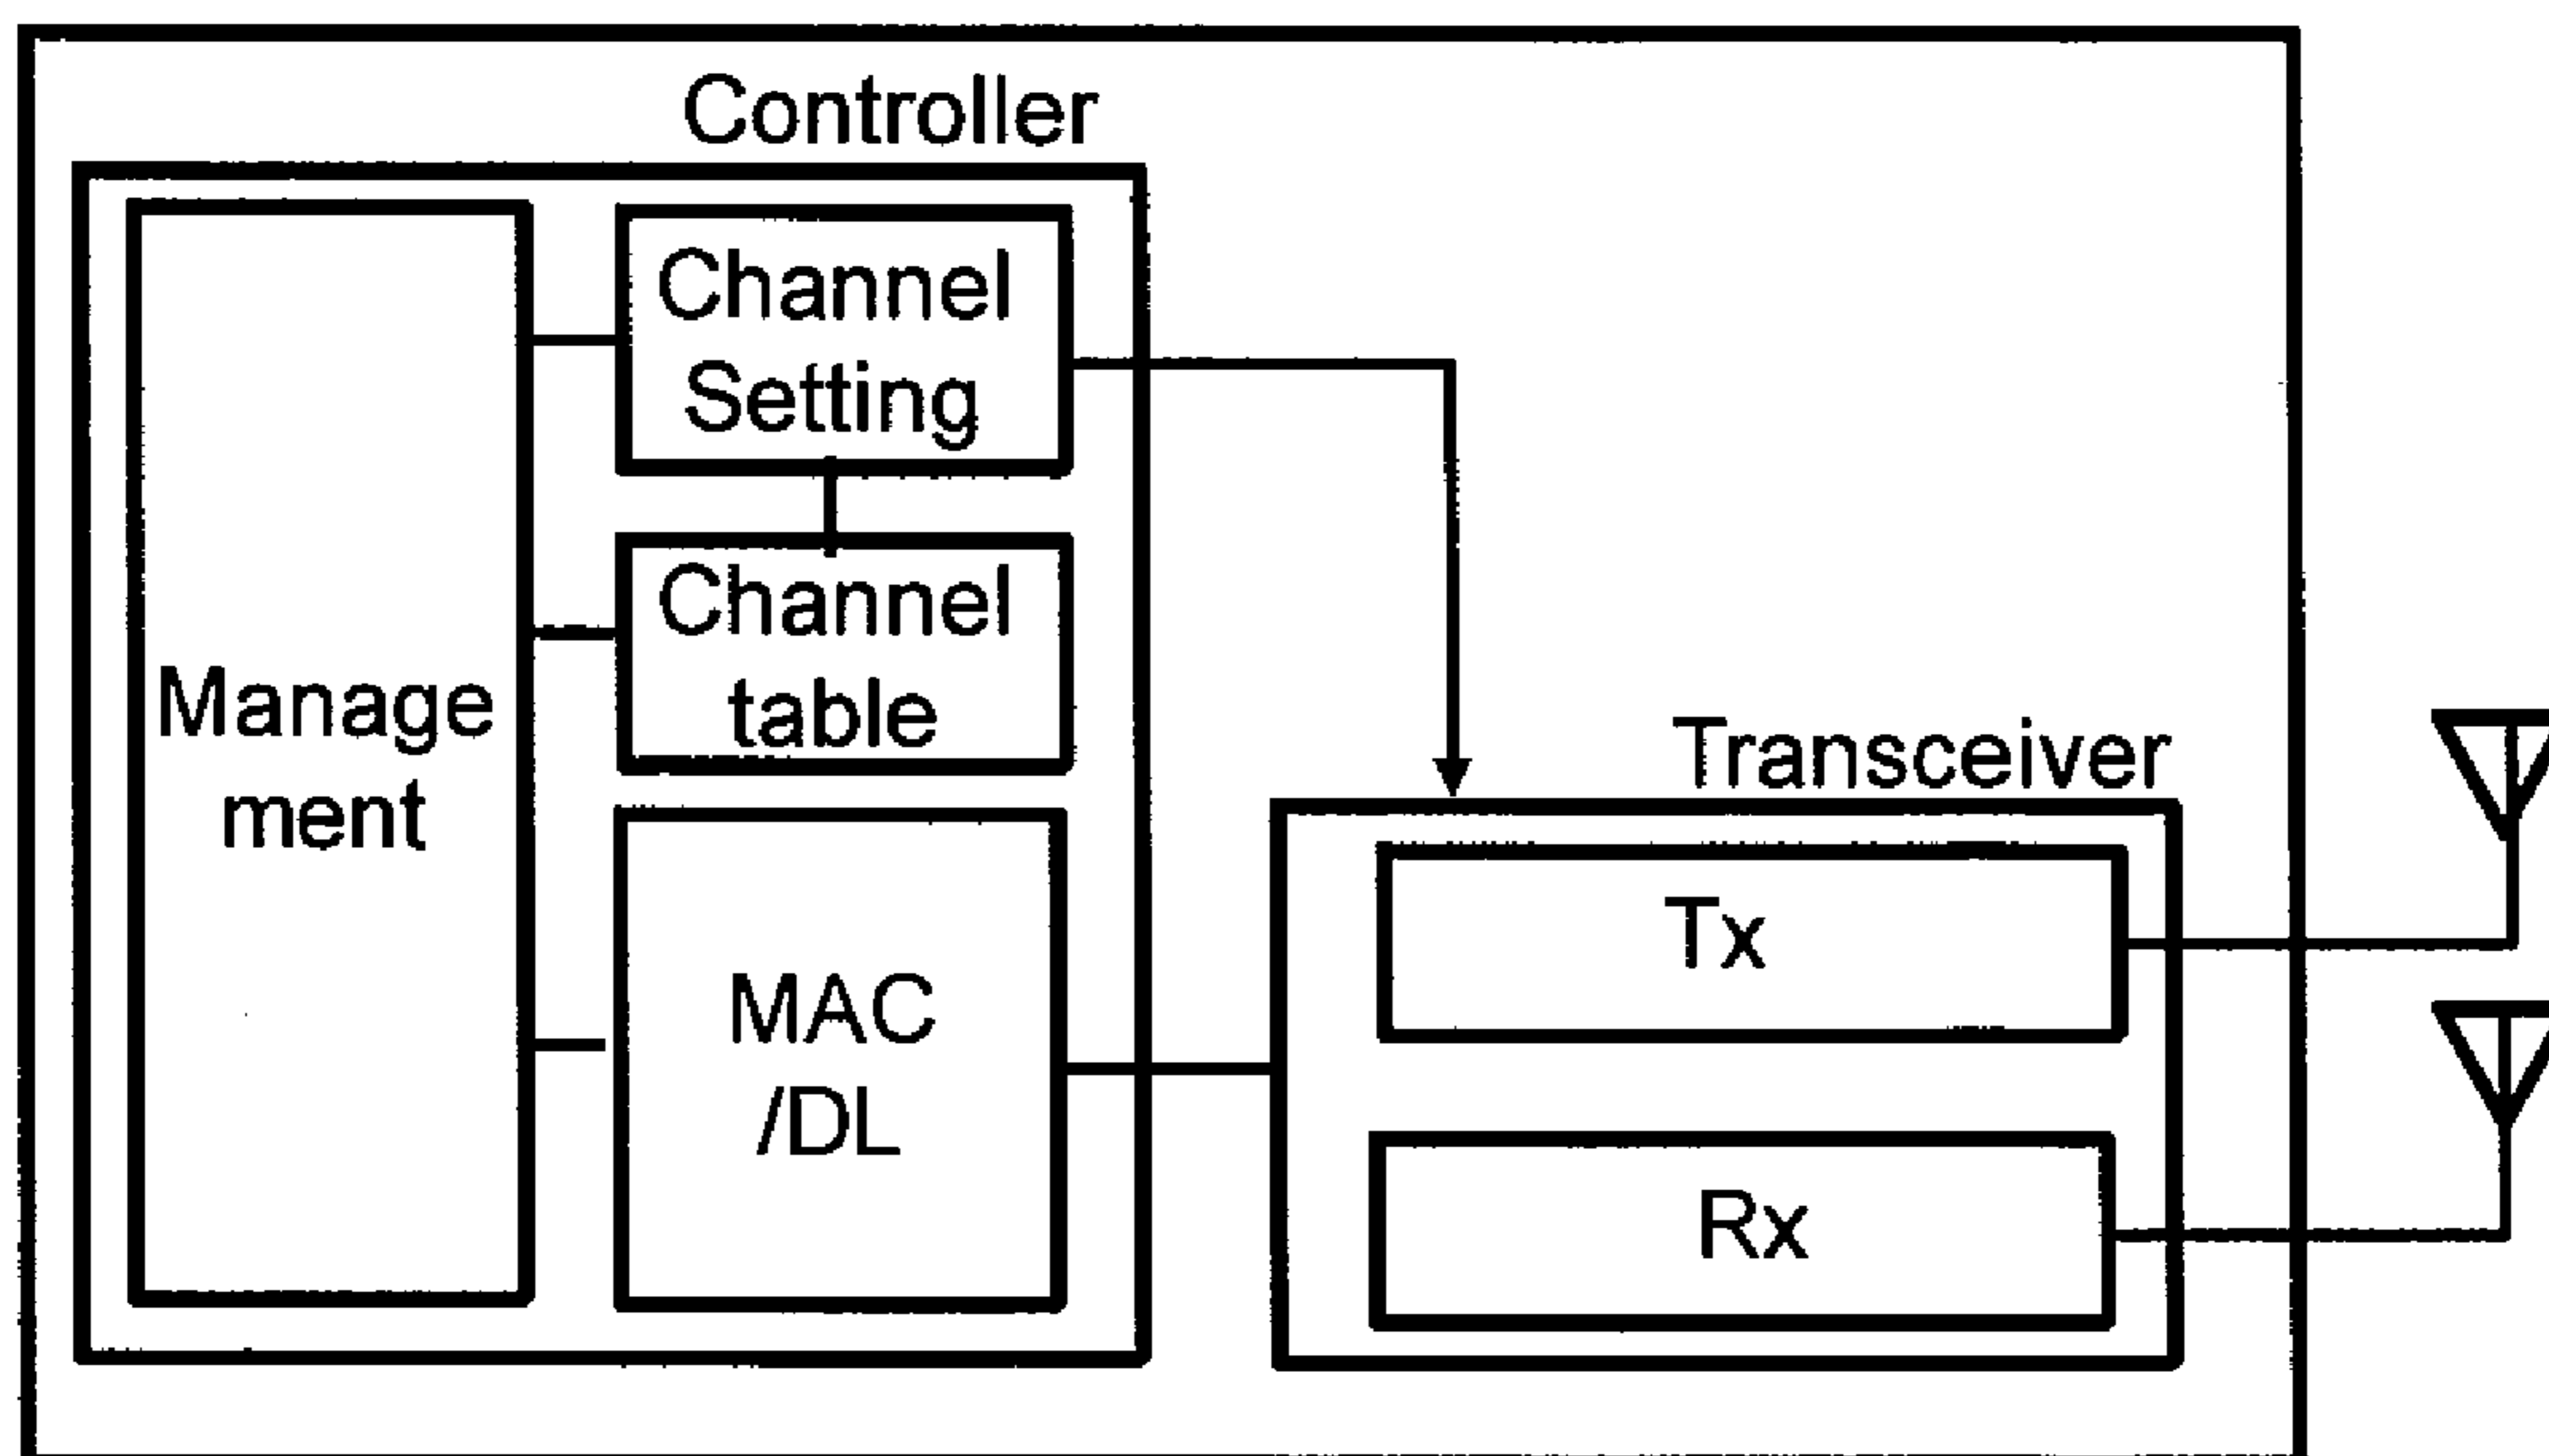 Controller
Channel
Setting
Channel
table
Manage
ment
MAC
/DL
Transceiver
Tx
Rx